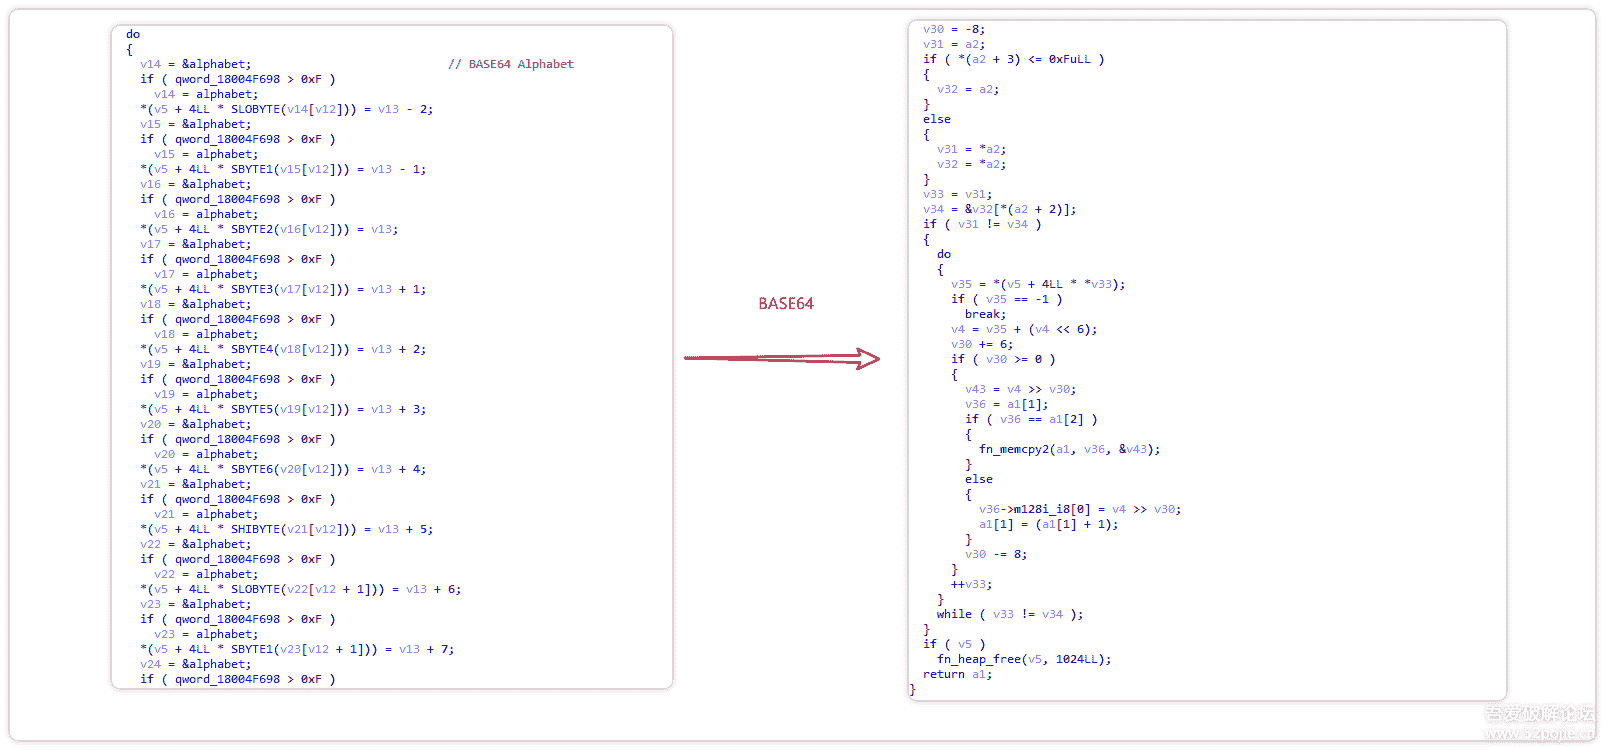 do
{
v14 = &alphabet; // BASE64 Alphabet
if ( qword_18004F698 > 0xF )
v14 = alphabet;
*(v5 + 4LL * SLOBYTE(v14[v12])) = v13 - 2;
v15 = &alphabet;
if ( qword_18004F698 > 0xF )
v15 = alphabet;
*(v5 + 4LL * SBYTE1(v15[v12])) = v13 - 1;
v16 = &alphabet;
if ( qword_18004F698 > 0xF )
v16 = alphabet;
*(v5 + 4LL * SBYTE2(v16[v12])) = v13;
v17 = &alphabet;
if ( qword_18004F698 > 0xF )
v17 = alphabet;
*(v5 + 4LL * SBYTE3(v17[v12])) = v13 + 1;
v18 = &alphabet;
if ( qword_18004F698 > 0xF )
v18 = alphabet;
*(v5 + 4LL * SBYTE4(v18[v12])) = v13 + 2;
v19 = &alphabet;
if ( qword_18004F698 > 0xF )
v19 = alphabet;
*(v5 + 4LL * SBYTE5(v19[v12])) = v13 + 3;
v20 = &alphabet;
if ( qword_18004F698 > 0xF )
v20 = alphabet;
*(v5 + 4LL * SBYTE6(v20[v12])) = v13 + 4;
v21 = &alphabet;
if ( qword_18004F698 > 0xF )
v21 = alphabet;
*(v5 + 4LL * SHIBYTE(v21[v12])) = v13 + 5;
v22 = &alphabet;
if ( qword_18004F698 > 0xF )
v22 = alphabet;
*(v5 + 4LL * SLOBYTE(v22[v12 + 1])) = v13 + 6;
v23 = &alphabet;
if ( qword_18004F698 > 0xF )
v23 = alphabet;
*(v5 + 4LL * SBYTE1(v23[v12 + 1])) = v13 + 7;
v24 = &alphabet;
if ( qword_18004F698 > 0xF )
BASE64
v30 = -8;
v31 = a2;
if ( *(a2 + 3) <= 0xFuLL )
{
v32 = a2;
}
else
{
v31 = *a2;
v32 = *a2;
}
v33 = v31;
v34 = &v32[*(a2 + 2)];
if ( v31 != v34 )
{
do
{
v35 = *(v5 + 4LL * *v33);
if ( v35 == -1 )
break;
v4 = v35 + (v4 << 6);
v30 += 6;
if ( v30 >= 0 )
{
v43 = v4 >> v30;
v36 = a1[1];
if ( v36 == a1[2] )
{
fn_memcpy2(a1, v36, &v43);
}
else
{
v36->m128i_i8[0] = v4 >> v30;
a1[1] = (a1[1] + 1);
}
v30 -= 8;
}
++v33;
}
while ( v33 != v34 );
}
if ( v5 )
fn_heap_free(v5, 1024LL);
return a1;
}
吾爱破解论坛
www.52pojie.cn